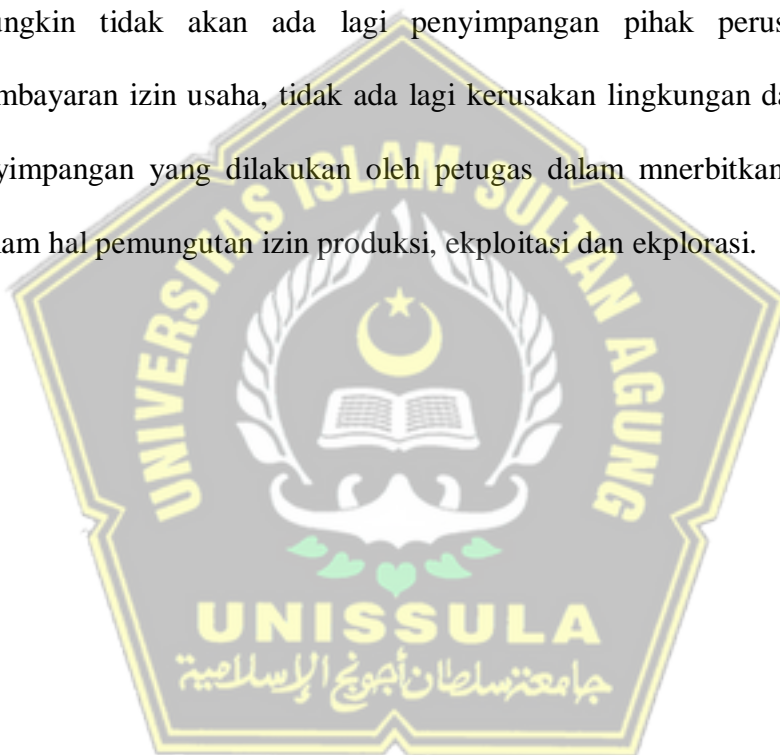 ungkin tidak akan ada lagi penyimpangan pihak perus
mbayaran izin usaha, tidak ada lagi kerusakan lingkungan da
yimpangan yang dilakukan oleh petugas dalam mnerbitkan
lam hal pemungutan izin produksi, ekploitasi dan ekplorasi.
UNIVERSITAS ISLAM SULTAN AGUNG
UNISSULA
جامعة سلطان أجونج الإسلامية